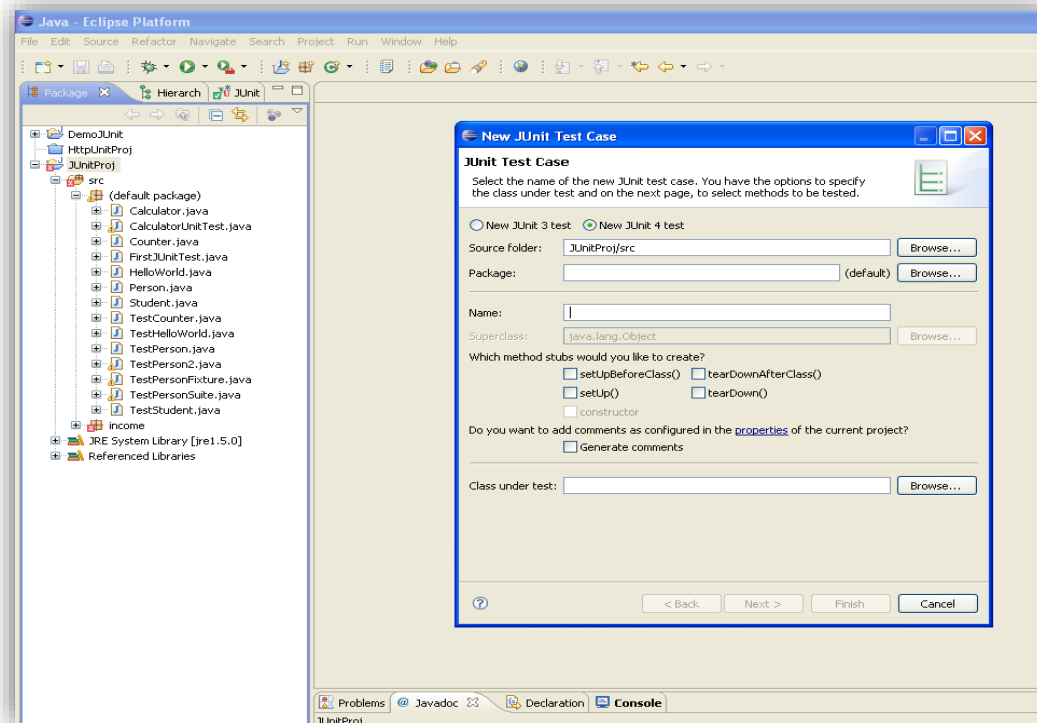 Java - Eclipse Platform
File Edit Source Refactor Navigate Search Project Run Window Help
Package Hierarch JUnit
DemoJUnit
HttpUnitProj
JUnitProj
src
(default package)
Calculator.java
CalculatorUnitTest.java
Counter.java
FirstJUnitTest.java
HelloWorld.java
Person.java
Student.java
TestCounter.java
TestHelloWorld.java
TestPerson.java
TestPerson2.java
TestPersonFixture.java
TestPersonSuite.java
TestStudent.java
income
JRE System Library [jre1.5.0]
Referenced Libraries
New JUnit Test Case
JUnit Test Case
Select the name of the new JUnit test case. You have the options to specify
the class under test and on the next page, to select methods to be tested.
New JUnit 3 test New JUnit 4 test
Source folder: JUnitProj/src Browse...
Package: (default) Browse...
Name:
Superclass: java.lang.Object Browse...
Which method stubs would you like to create?
setUpBeforeClass() tearDownAfterClass()
setUp() tearDown()
constructor
Do you want to add comments as configured in the properties of the current project?
Generate comments
Class under test: Browse...
? < Back Next > Finish Cancel
Problems @ Javadoc Declaration Console
JUnitProj